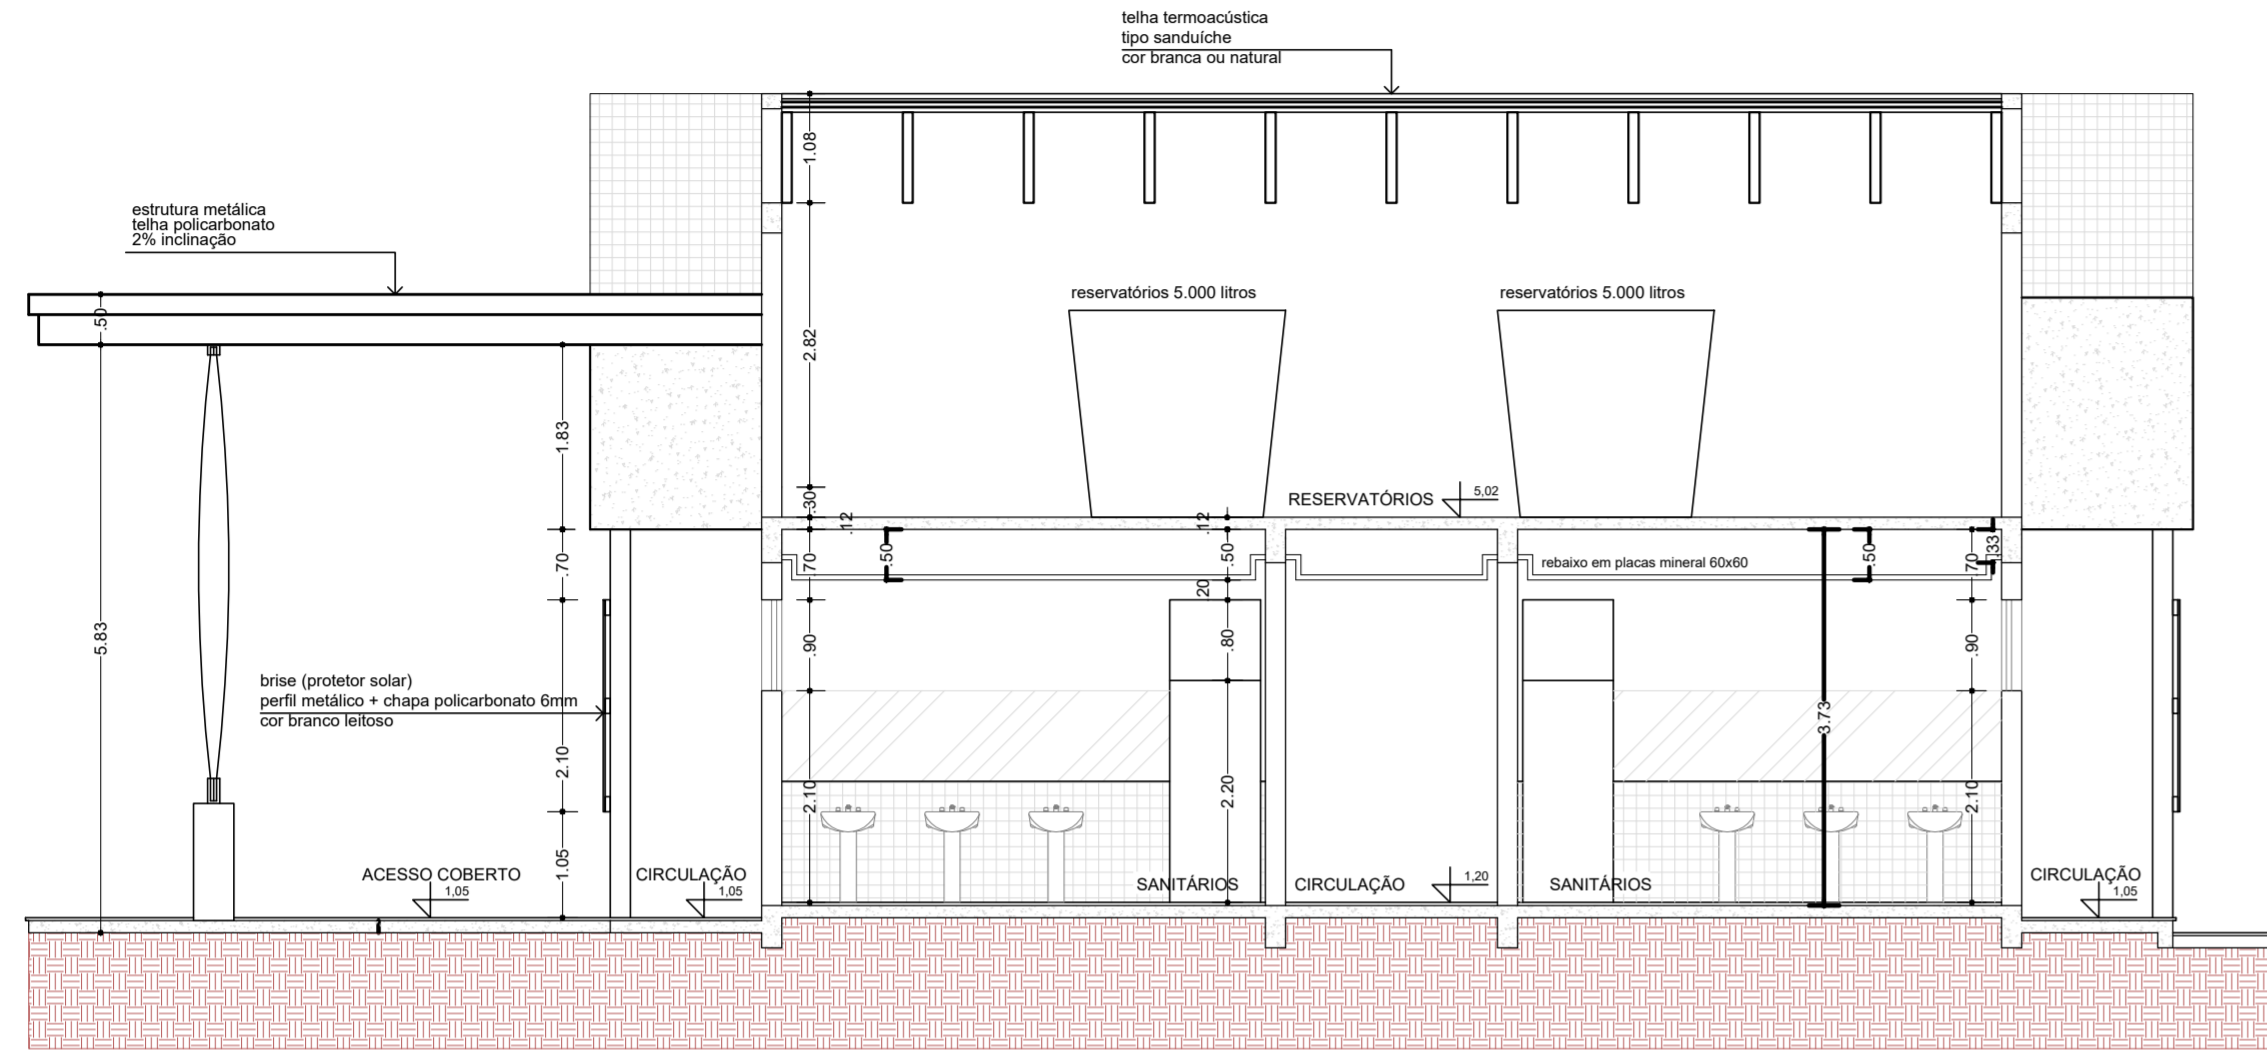 telha termoacústica
tipo sanduíche
cor branca ou natural
estrutura metálica
telha policarbonato
2% inclinação
1.08
2.82
.30
.12
.70
.90
2.10
.50
5.83
1.83
.70
2.10
1.05
brise (protetor solar)
perfil metálico + chapa policarbonato 6mm
cor branco leitoso
reservatórios 5.000 litros
reservatórios 5.000 litros
RESERVATÓRIOS
5,02
.50
.12
.50
.20
.80
2.20
rebaixo em placas mineral 60x60
3.73
.50
.33
.70
.90
2.10
ACESSO COBERTO
1,05
CIRCULAÇÃO
1,05
SANITÁRIOS
CIRCULAÇÃO
1,20
SANITÁRIOS
CIRCULAÇÃO
1,05